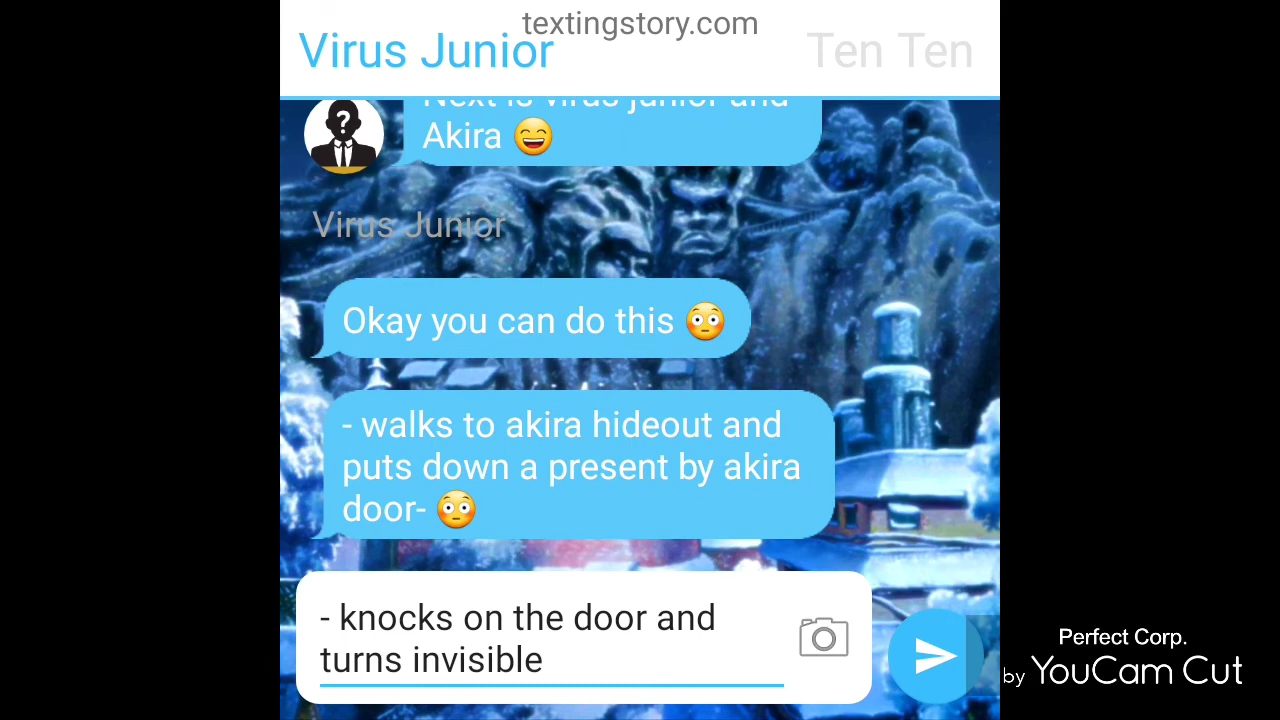 textingstory.com
Virus Junior
Ten Ten
Next is virus junior and
Akira 😄
Virus Junior
Okay you can do this 😳
- walks to akira hideout and
puts down a present by akira
door- 😳
- knocks on the door and
turns invisible
Perfect Corp.
by YouCam Cut